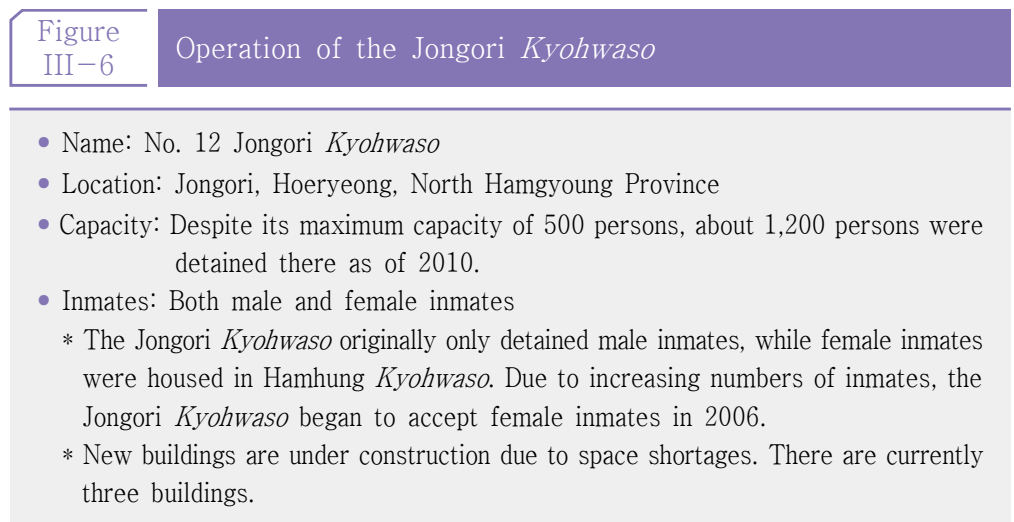 Figure
III-6
Operation of the Jongori Kyohwaso
• Name: No. 12 Jongori Kyohwaso
• Location: Jongori, Hoeryeong, North Hamgyoung Province
• Capacity: Despite its maximum capacity of 500 persons, about 1,200 persons were
detained there as of 2010.
• Inmates: Both male and female inmates
* The Jongori Kyohwaso originally only detained male inmates, while female inmates
were housed in Hamhung Kyohwaso. Due to increasing numbers of inmates, the
Jongori Kyohwaso began to accept female inmates in 2006.
* New buildings are under construction due to space shortages. There are currently
three buildings.